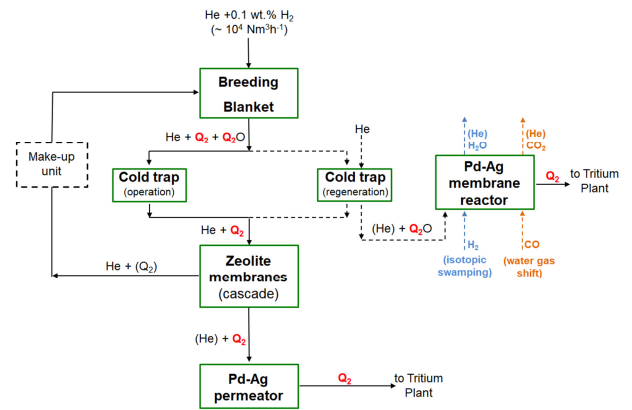 He +0.1 wt.% H₂
(~ 10⁴ Nm³h⁻¹)
Breeding
Blanket
He + Q₂ + Q₂O
He
Make-up
unit
Cold trap
(operation)
Cold trap
(regeneration)
(He)
H₂O
(He)
CO₂
Pd-Ag
membrane
reactor
Q₂
to Tritium
Plant
He + Q₂
(He) + Q₂O
H₂
(isotopic
swamping)
CO
(water gas
shift)
He + (Q₂)
Zeolite
membranes
(cascade)
(He) + Q₂
Pd-Ag
permeator
Q₂
to Tritium
Plant